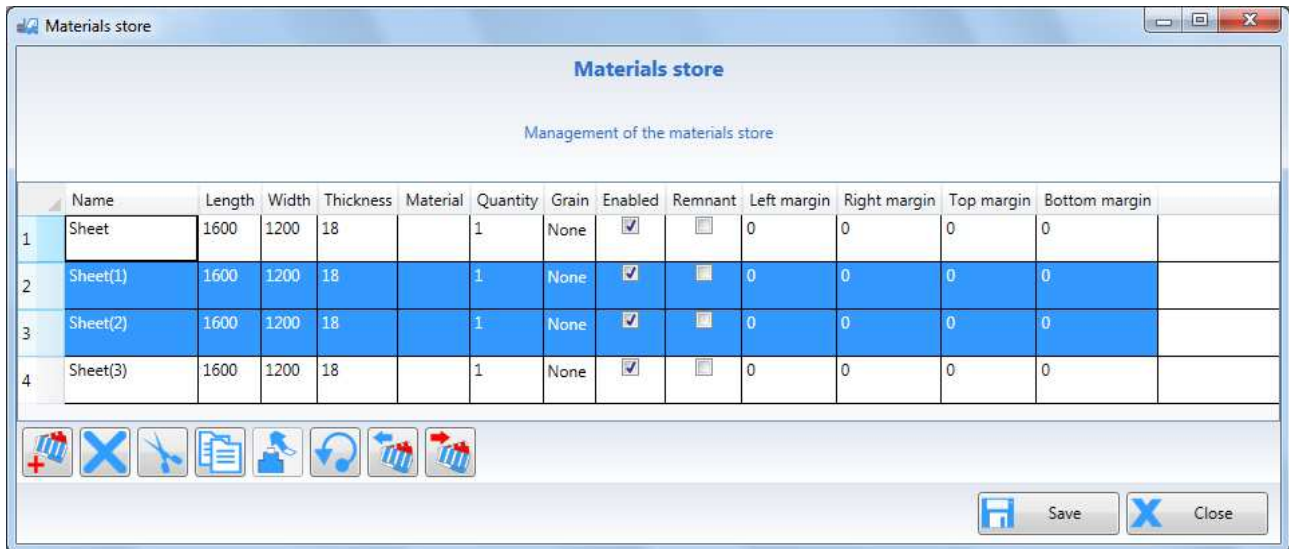 Materials store
Materials store
Management of the materials store
Name Length Width Thickness Material Quantity Grain Enabled Remnant Left margin Right margin Top margin Bottom margin
1 Sheet 1600 1200 18 1 None 0 0 0 0
2 Sheet(1) 1600 1200 18 1 None 0 0 0 0
3 Sheet(2) 1600 1200 18 1 None 0 0 0 0
4 Sheet(3) 1600 1200 18 1 None 0 0 0 0
Save Close